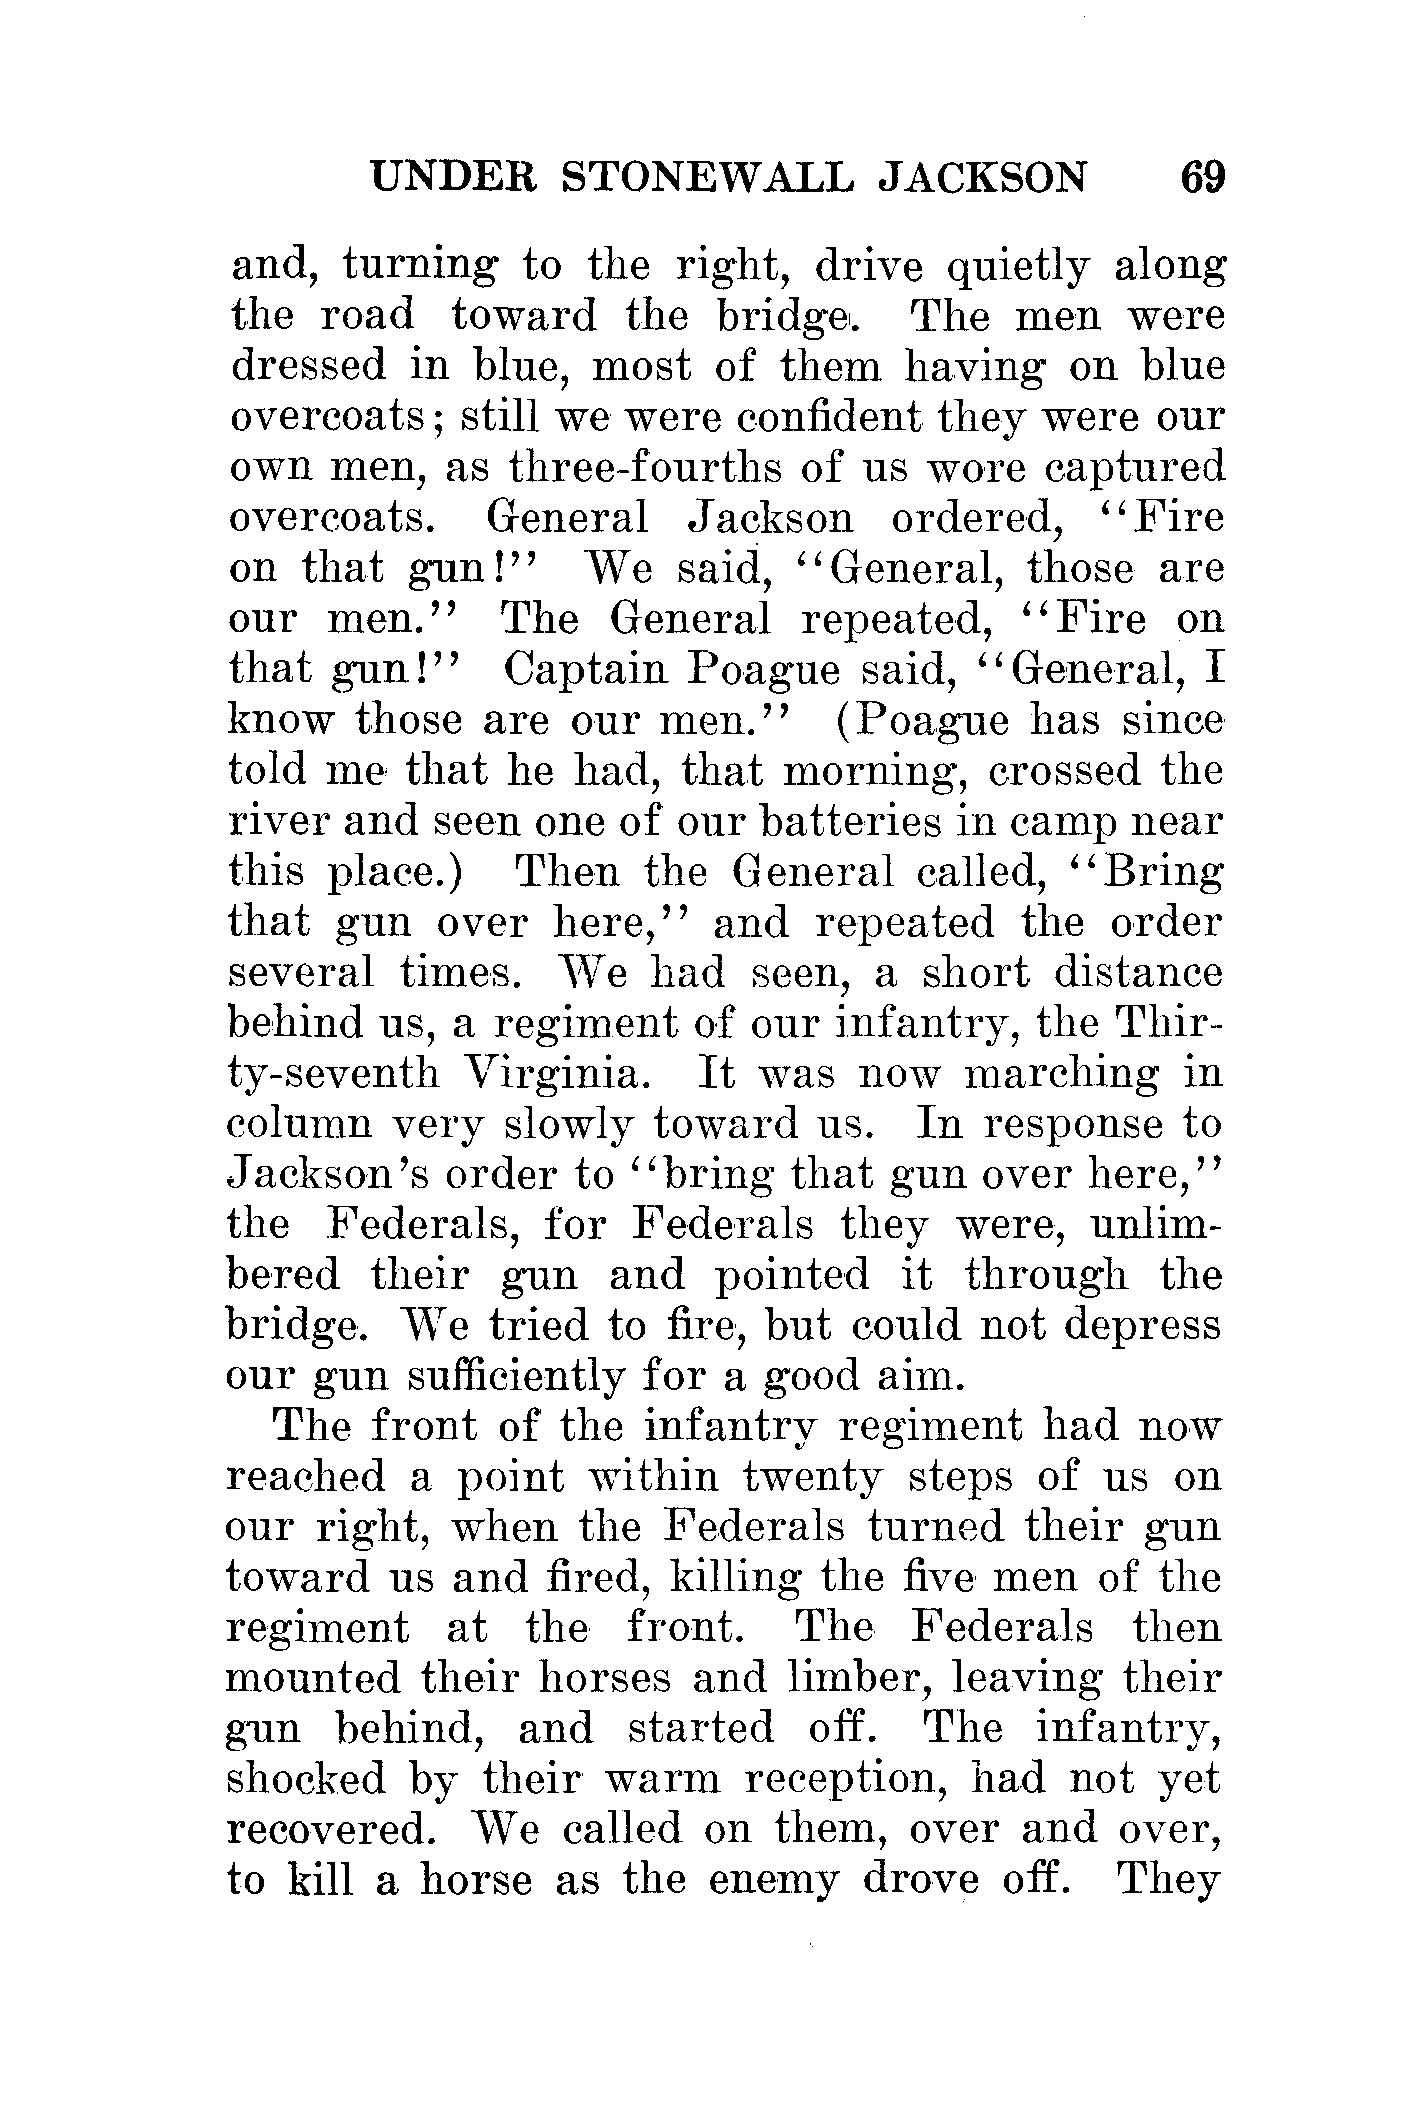 UNDER STONEWALL JACKSON 69
and, turning to the right, drive quietly along
the road toward the bridge. The men were
dressed in blue, most of them having on blue
overcoats; still we were confident they were our
own men, as three-fourths of us wore captured
overcoats. General Jackson ordered, "Fire
on that gun!" We said, "General, those are
our men." The General repeated, "Fire on
that gun!" Captain Poague said, "General, I
know those are our men." (Poague has since
told me that he had, that morning, crossed the
river and seen one of our batteries in camp near
this place.) Then the General called, "Bring
that gun over here," and repeated the order
several times. We had seen, a short distance
behind us, a regiment of our infantry, the Thir-
ty-seventh Virginia. It was now marching in
column very slowly toward us. In response to
Jackson's order to "bring that gun over here,"
the Federals, for Federals they were, unlim-
bered their gun and pointed it through the
bridge. We tried to fire, but could not depress
our gun sufficiently for a good aim.
The front of the infantry regiment had now
reached a point within twenty steps of us on
our right, when the Federals turned their gun
toward us and fired, killing the five men of the
regiment at the front. The Federals then
mounted their horses and limber, leaving their
gun behind, and started off. The infantry,
shocked by their warm reception, had not yet
recovered. We called on them, over and over,
to kill a horse as the enemy drove off. They